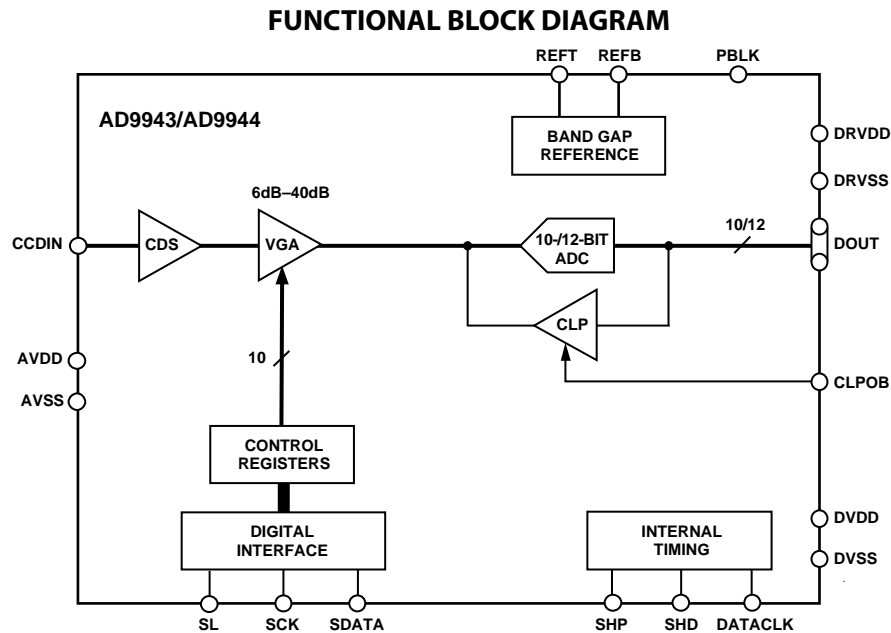 FUNCTIONAL BLOCK DIAGRAM
REFT REFB PBLK
AD9943/AD9944
BAND GAP
REFERENCE
DRVDD
DRVSS
6dB–40dB
CCDIN
CDS
VGA
10-/12-BIT
ADC
10/12
DOUT
CLP
10
AVDD
AVSS
CLPOB
CONTROL
REGISTERS
DIGITAL
INTERFACE
INTERNAL
TIMING
DVDD
DVSS
SL SCK SDATA SHP SHD DATACLK